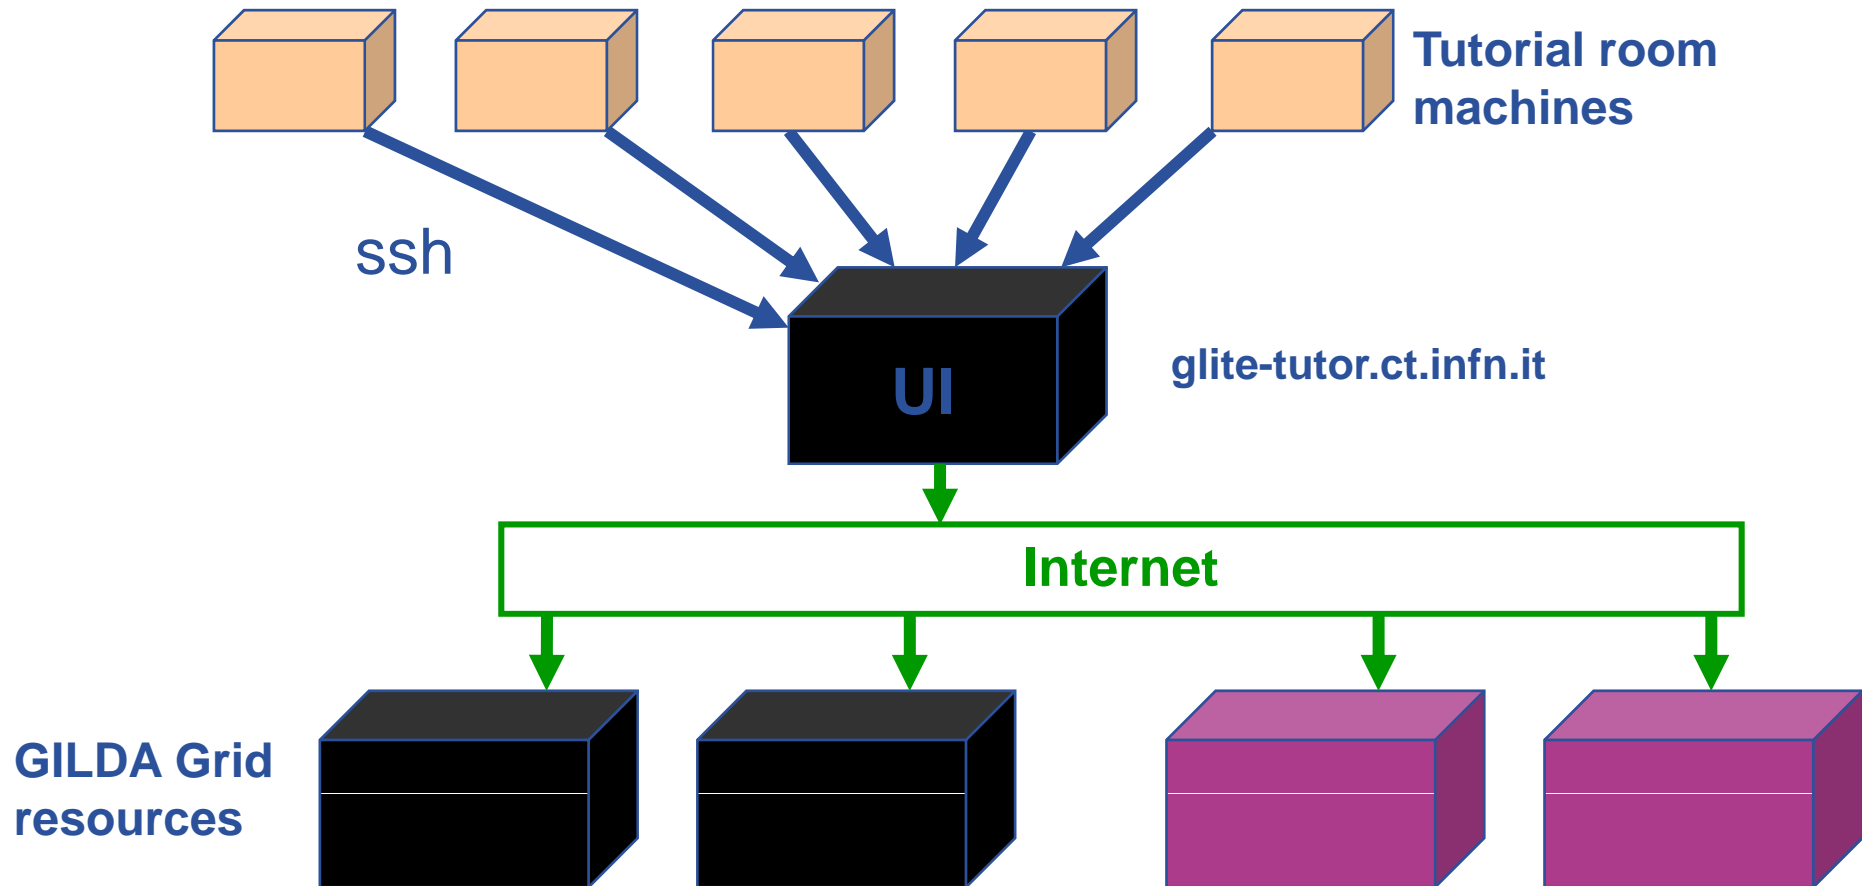 Tutorial room
machines
ssh
UI
glite-tutor.ct.infn.it
Internet
GILDA Grid
resources